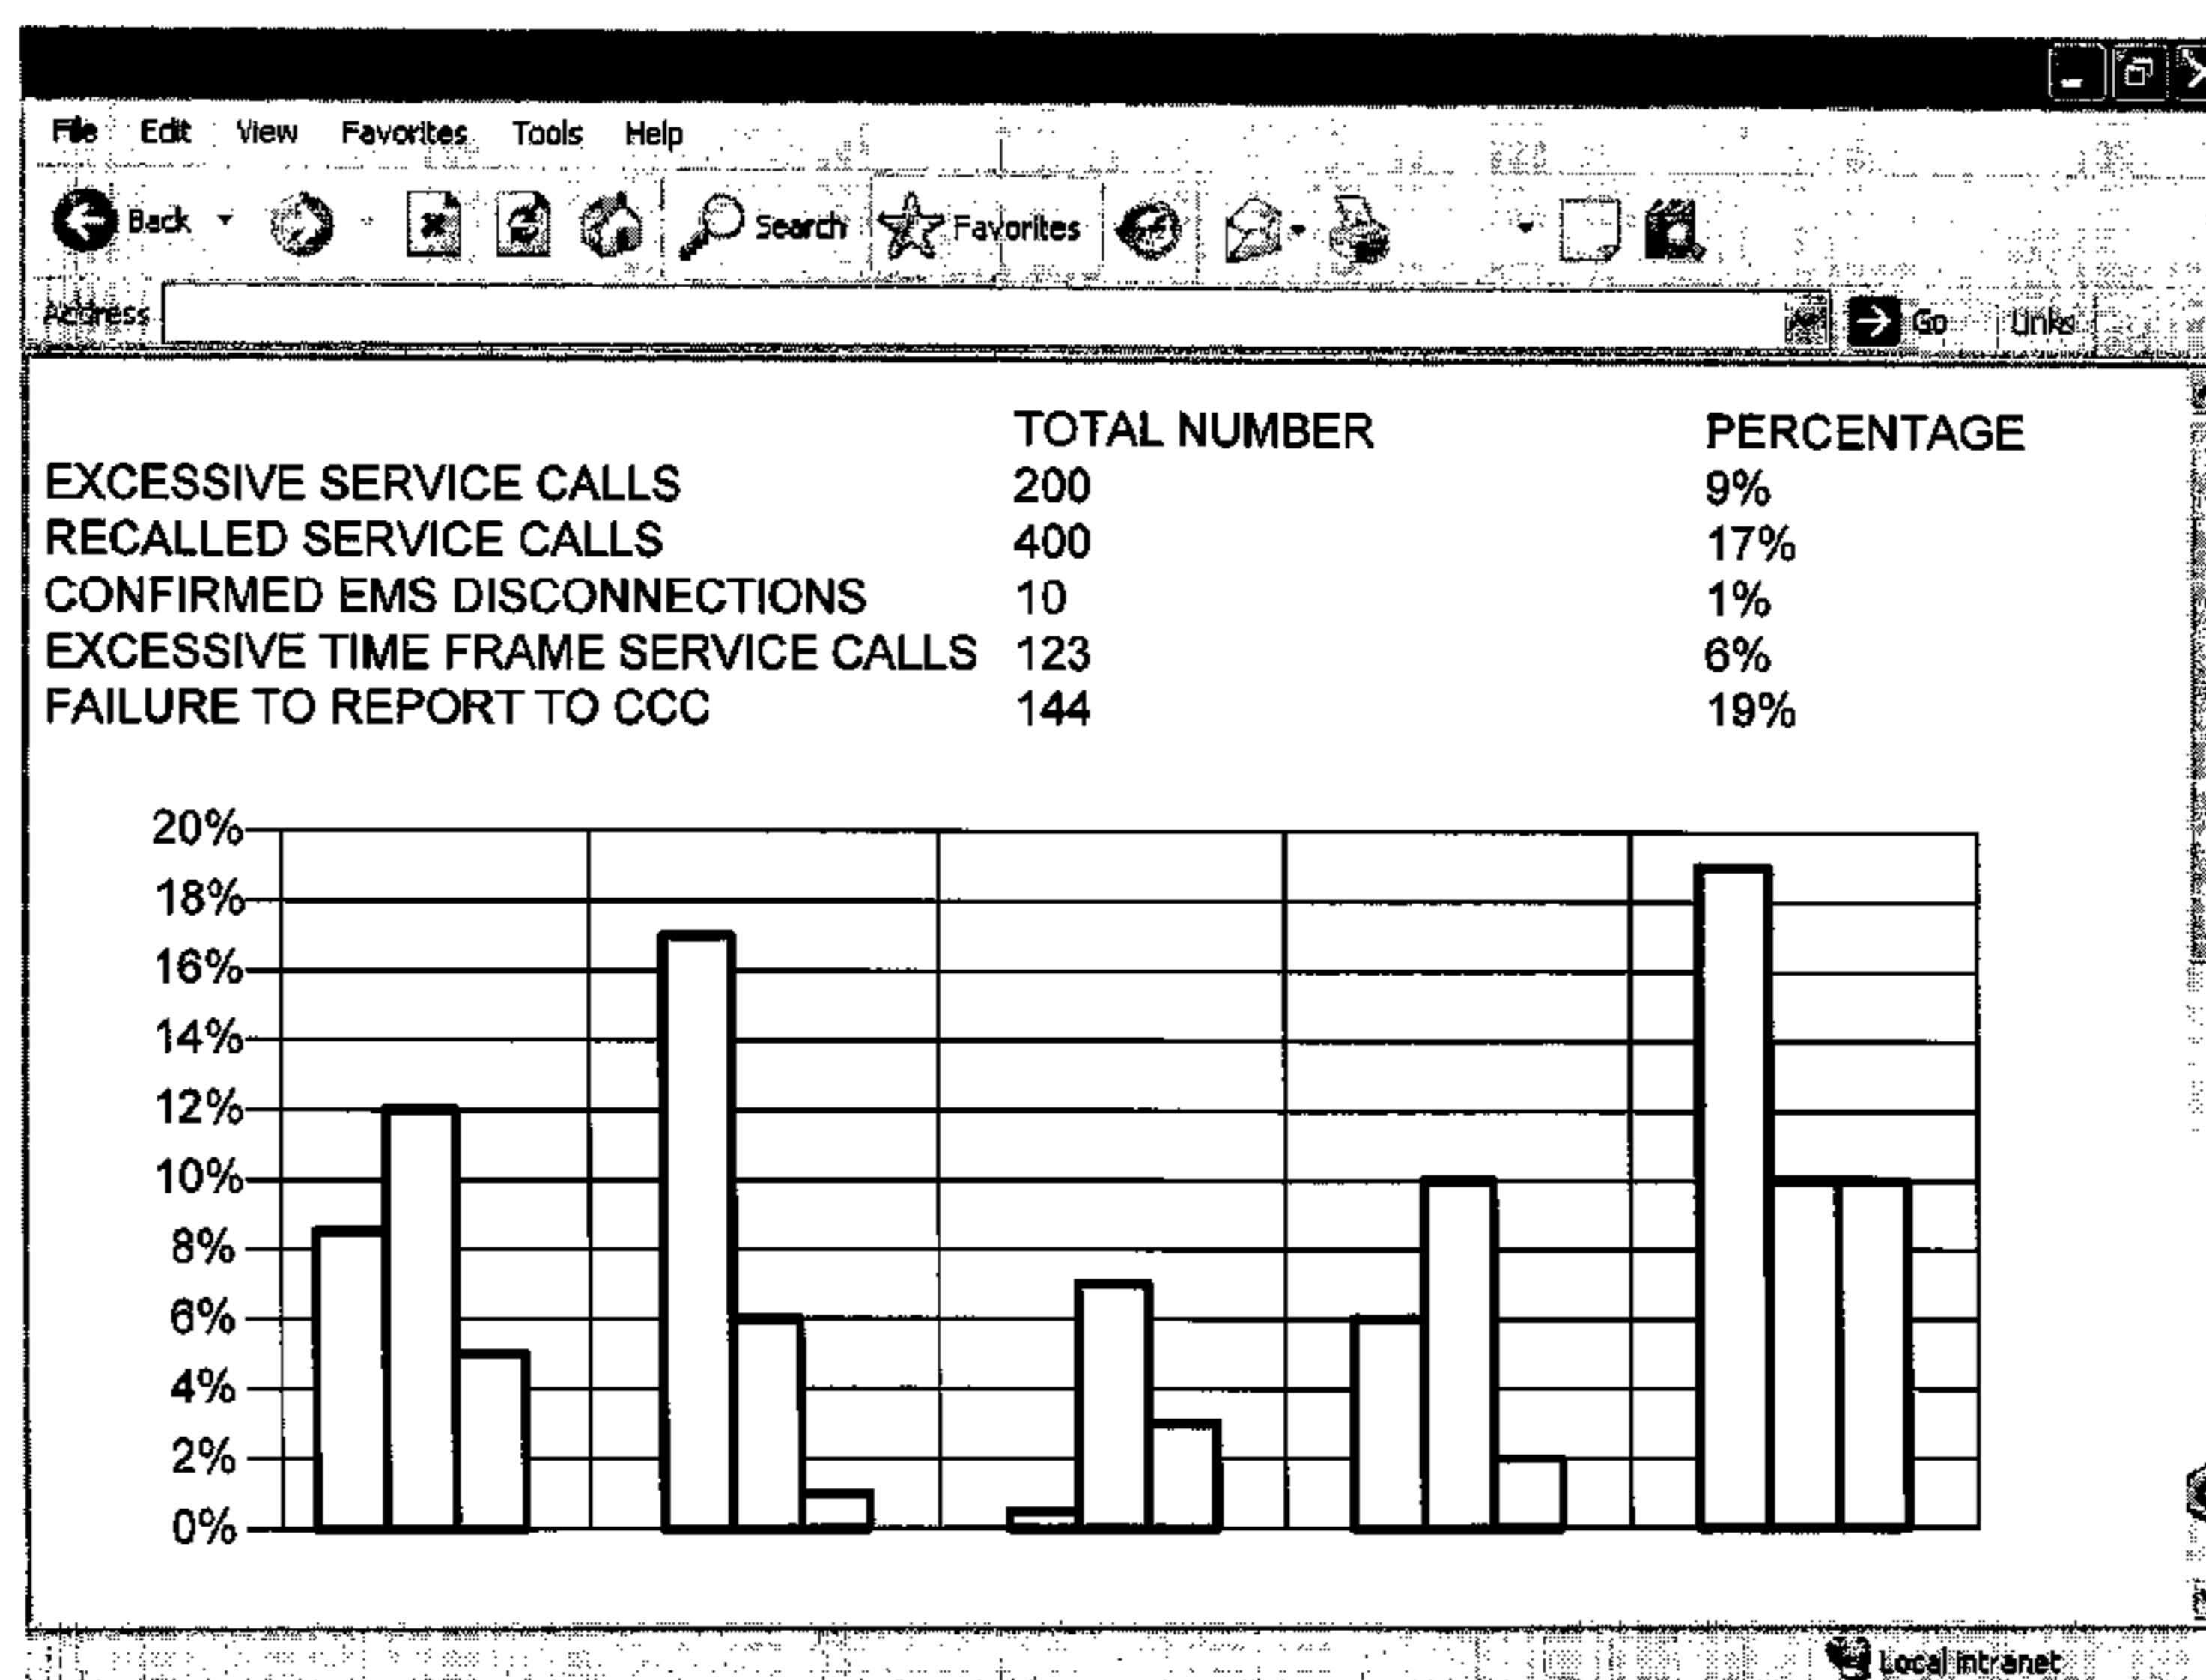 File Edit View Favorites Tools Help
Back Search Favorites
Address Go Links
TOTAL NUMBER PERCENTAGE
EXCESSIVE SERVICE CALLS 200 9%
RECALLED SERVICE CALLS 400 17%
CONFIRMED EMS DISCONNECTIONS 10 1%
EXCESSIVE TIME FRAME SERVICE CALLS 123 6%
FAILURE TO REPORT TO CCC 144 19%
20%
18%
16%
14%
12%
10%
8%
6%
4%
2%
0%
Local intranet